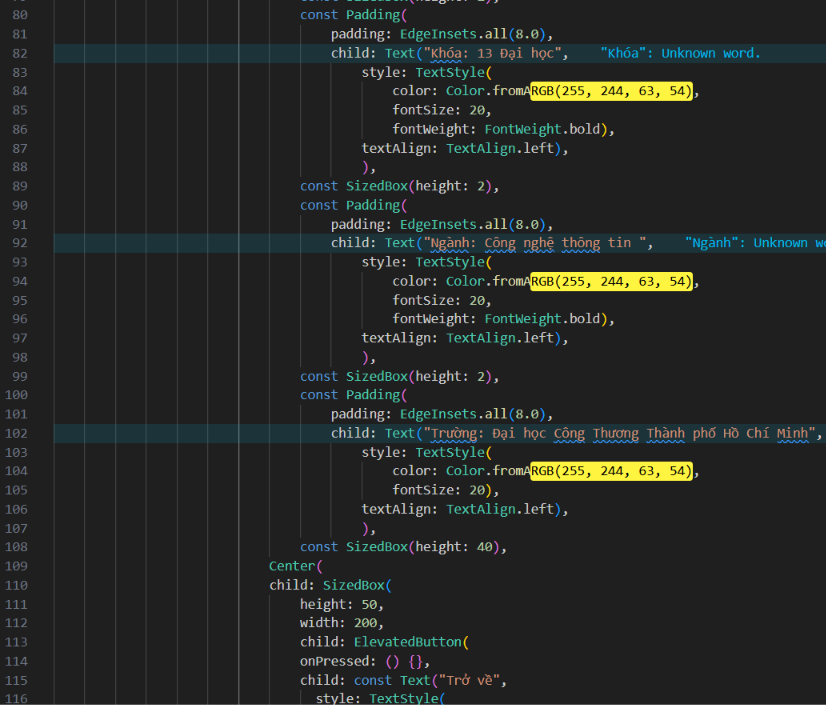 80 const Padding(
81 padding: EdgeInsets.all(8.0),
82 child: Text("Khóa: 13 Đại học", "Khóa": Unknown word.
83 style: TextStyle(
84 color: Color.fromARGB(255, 244, 63, 54),
85 fontSize: 20,
86 fontWeight: FontWeight.bold),
87 textAlign: TextAlign.left),
88 ),
89 const SizedBox(height: 2),
90 const Padding(
91 padding: EdgeInsets.all(8.0),
92 child: Text("Ngành: Công nghệ thông tin ", "Ngành": Unknown
93 style: TextStyle(
94 color: Color.fromARGB(255, 244, 63, 54),
95 fontSize: 20,
96 fontWeight: FontWeight.bold),
97 textAlign: TextAlign.left),
98 ),
99 const SizedBox(height: 2),
100 const Padding(
101 padding: EdgeInsets.all(8.0),
102 child: Text("Trường: Đại học Công Thương Thành phố Hồ Chí Minh",
103 style: TextStyle(
104 color: Color.fromARGB(255, 244, 63, 54),
105 fontSize: 20),
106 textAlign: TextAlign.left),
107 ),
108 const SizedBox(height: 40),
109 Center(
110 child: SizedBox(
111 height: 50,
112 width: 200,
113 child: ElevatedButton(
114 onPressed: () {},
115 child: const Text("Trở về",
116 style: TextStyle(